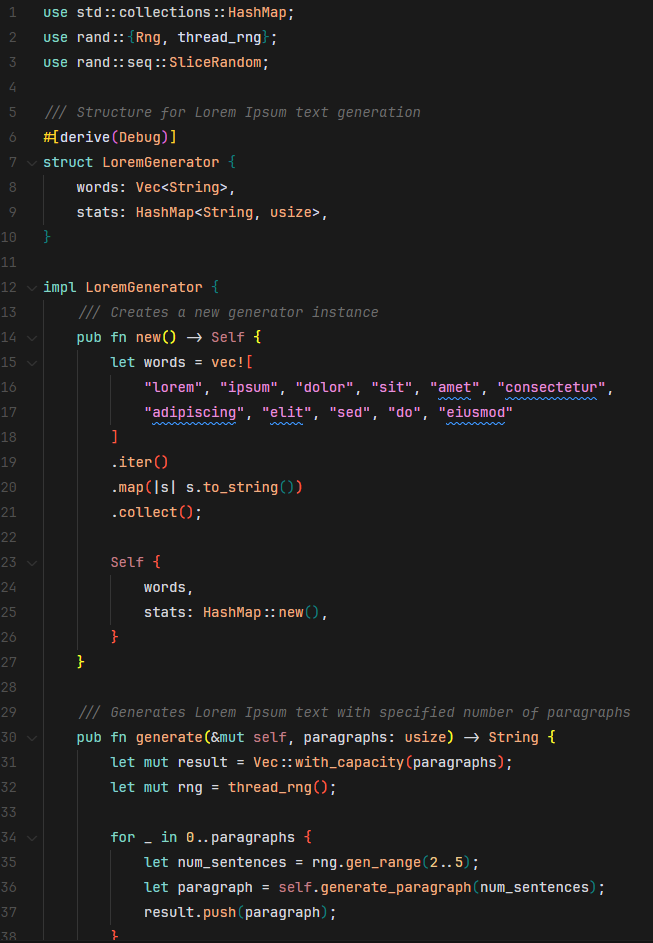 1 use std::collections::HashMap;
2 use rand::{Rng, thread_rng};
3 use rand::seq::SliceRandom;
4
5 /// Structure for Lorem Ipsum text generation
6 #[derive(Debug)]
7 struct LoremGenerator {
8     words: Vec<String>,
9     stats: HashMap<String, usize>,
10 }
11
12 impl LoremGenerator {
13     /// Creates a new generator instance
14     pub fn new() -> Self {
15         let words = vec![
16             "lorem", "ipsum", "dolor", "sit", "amet", "consectetur",
17             "adipiscing", "elit", "sed", "do", "eiusmod"
18         ]
19         .iter()
20         .map(|s| s.to_string())
21         .collect();
22
23         Self {
24             words,
25             stats: HashMap::new(),
26         }
27     }
28
29     /// Generates Lorem Ipsum text with specified number of paragraphs
30     pub fn generate(&mut self, paragraphs: usize) -> String {
31         let mut result = Vec::with_capacity(paragraphs);
32         let mut rng = thread_rng();
33
34         for _ in 0..paragraphs {
35             let num_sentences = rng.gen_range(2..5);
36             let paragraph = self.generate_paragraph(num_sentences);
37             result.push(paragraph);
38         }